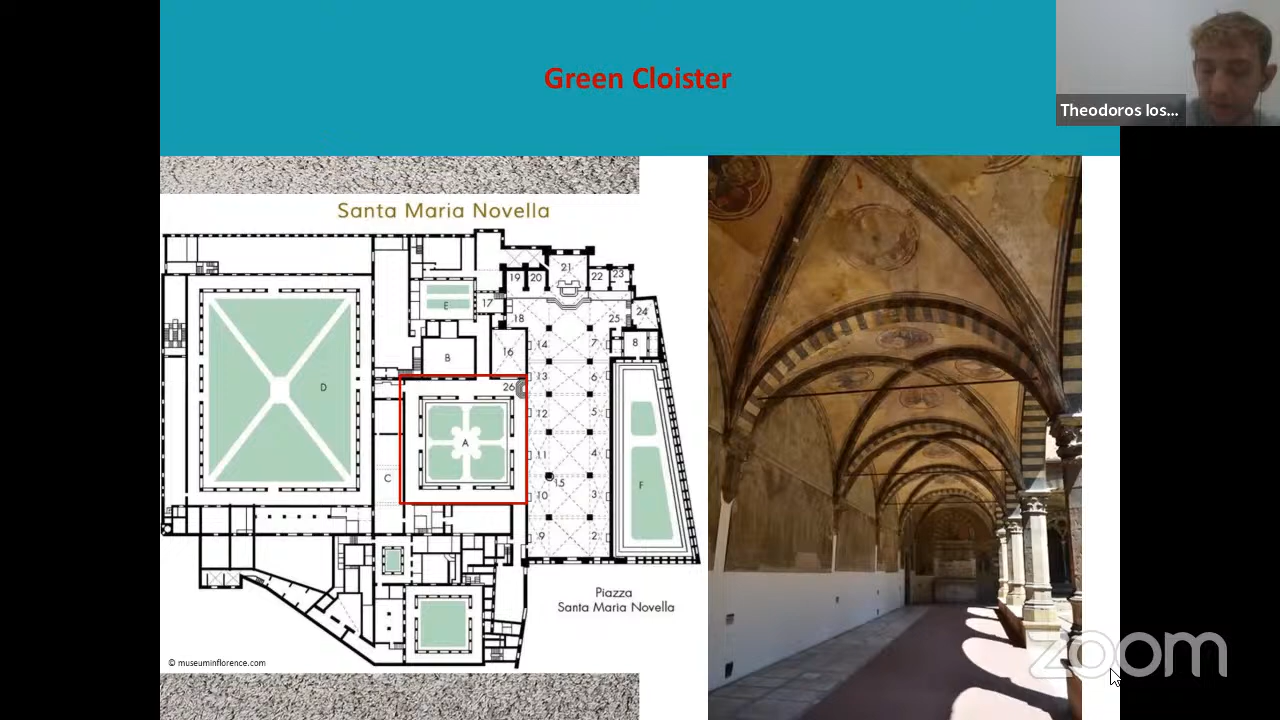 Green Cloister
Theodoros Ios...
Santa Maria Novella
21
19 20 22 23
E 17
18 25 24
14 7 8
B 16
13 6
26
D 12 5
A
11 4
C 15 F
10 3
9 2
Piazza
Santa Maria Novella
© museuminflorence.com
zoom